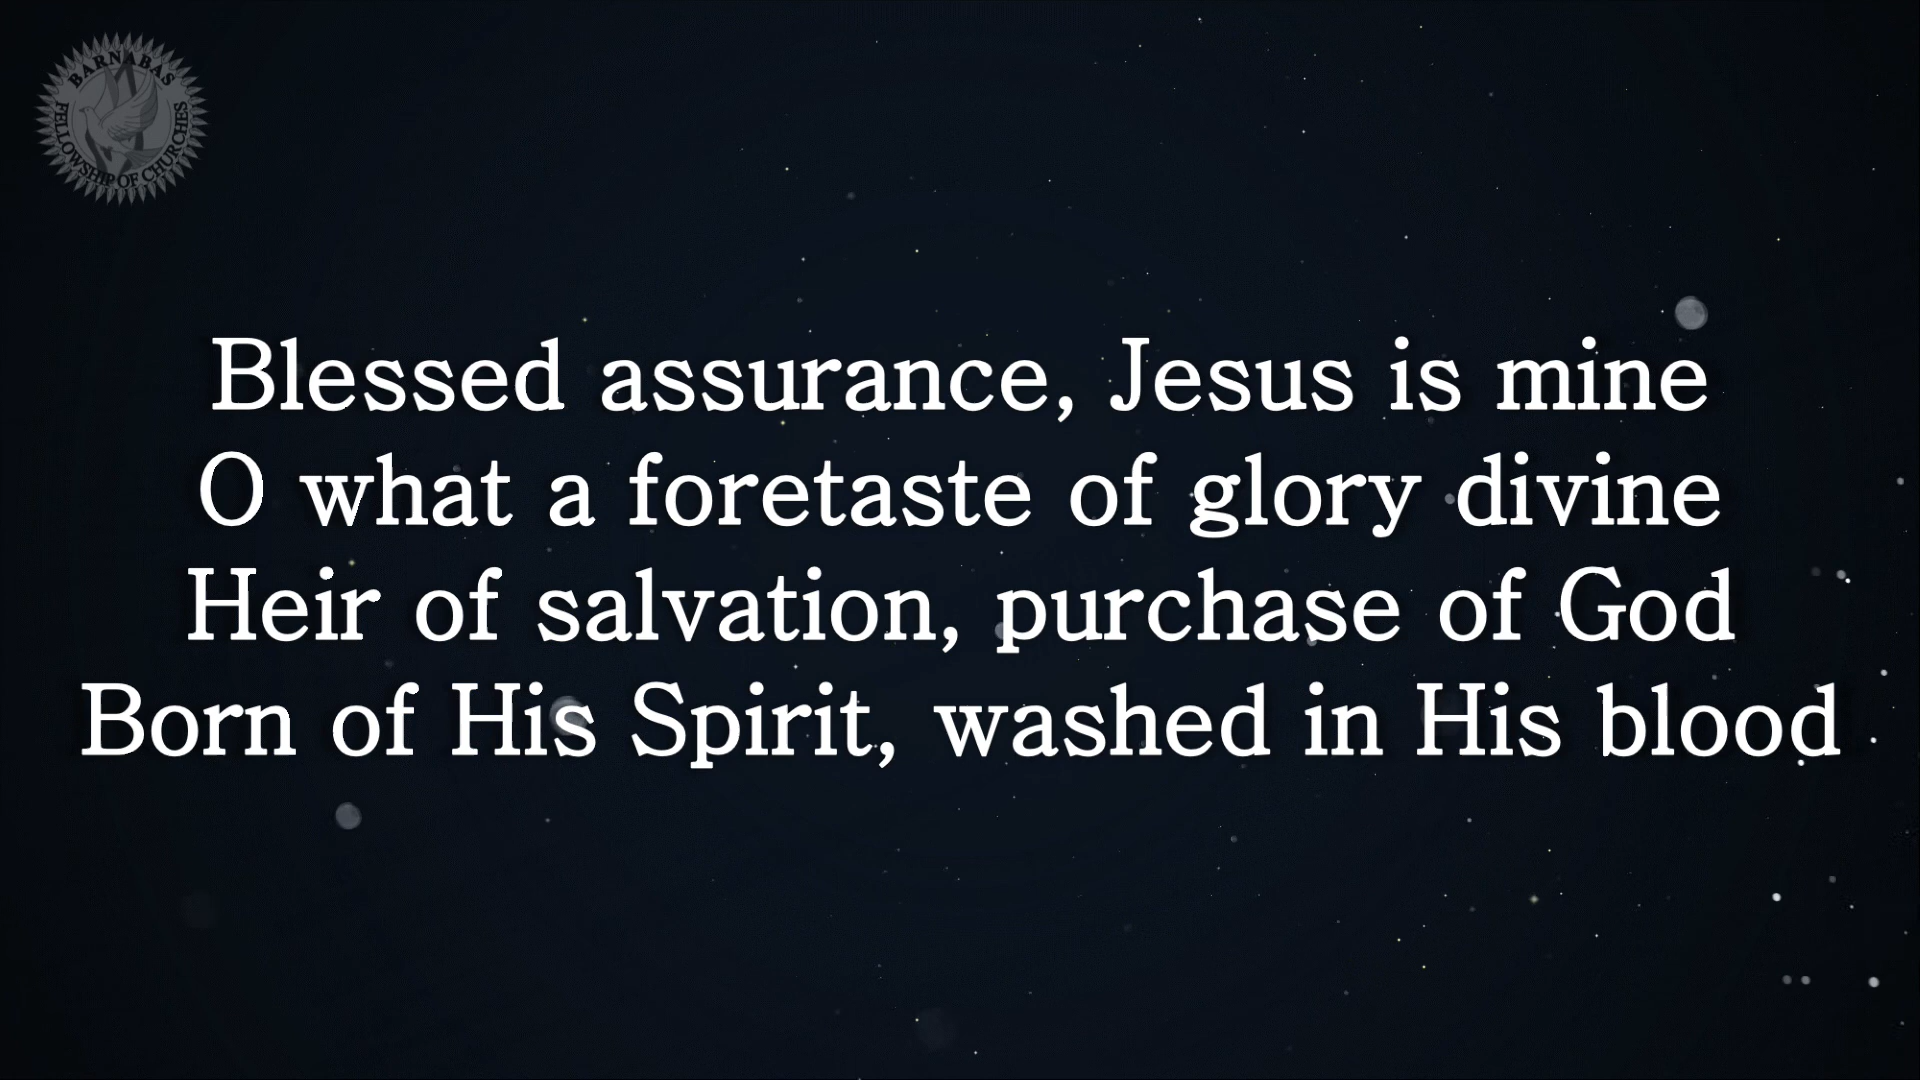 BARNABAS
FELLOWSHIP OF CHURCHES
Blessed assurance, Jesus is mine
O what a foretaste of glory divine
Heir of salvation, purchase of God
Born of His Spirit, washed in His blood